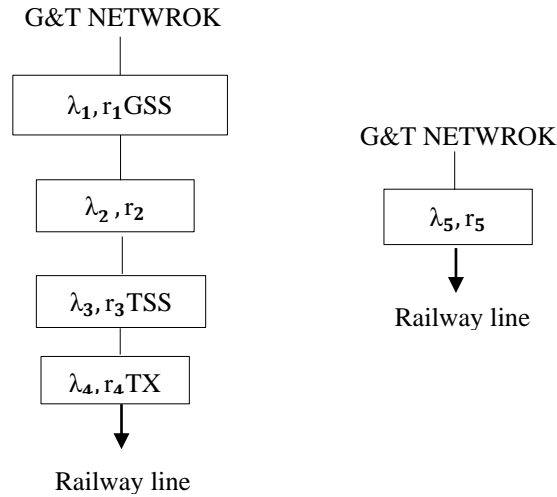 G&T NETWROK
λ₁, r₁GSS
λ₂ , r₂
λ₃, r₃TSS
λ₄, r₄TX
Railway line
G&T NETWROK
λ₅, r₅
Railway line